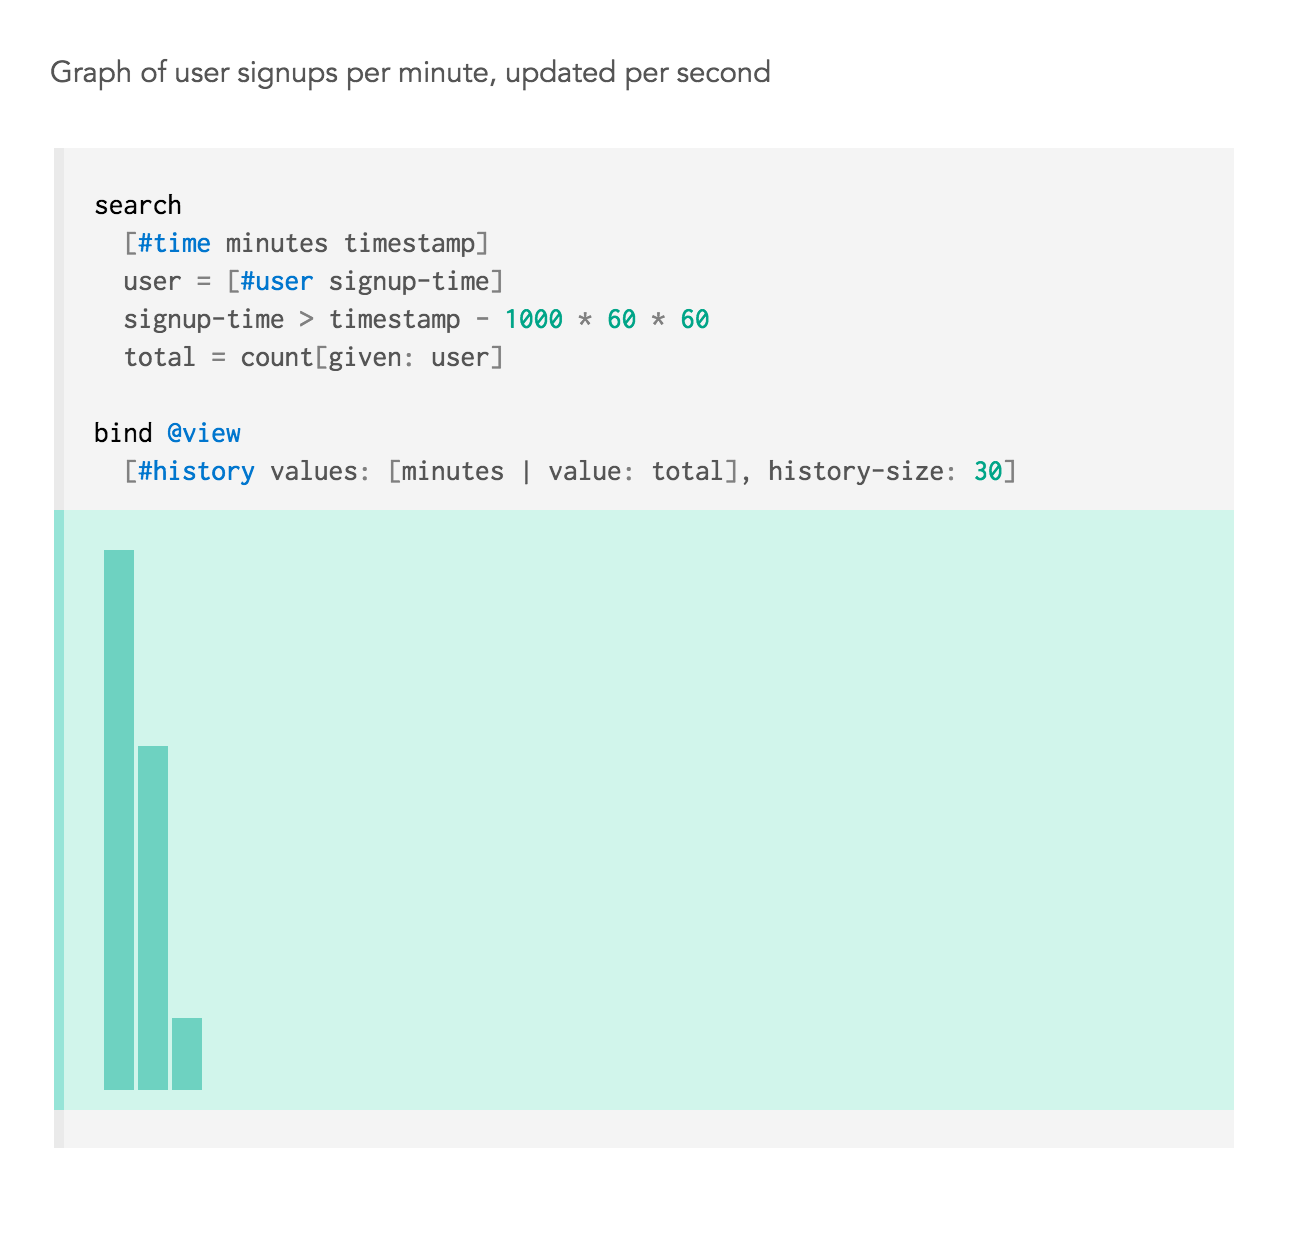 Graph of user signups per minute, updated per second
search
[#time minutes timestamp]
user = [#user signup-time]
signup-time > timestamp - 1000 * 60 * 60
total = count[given: user]
bind @view
[#history values: [minutes | value: total], history-size: 30]